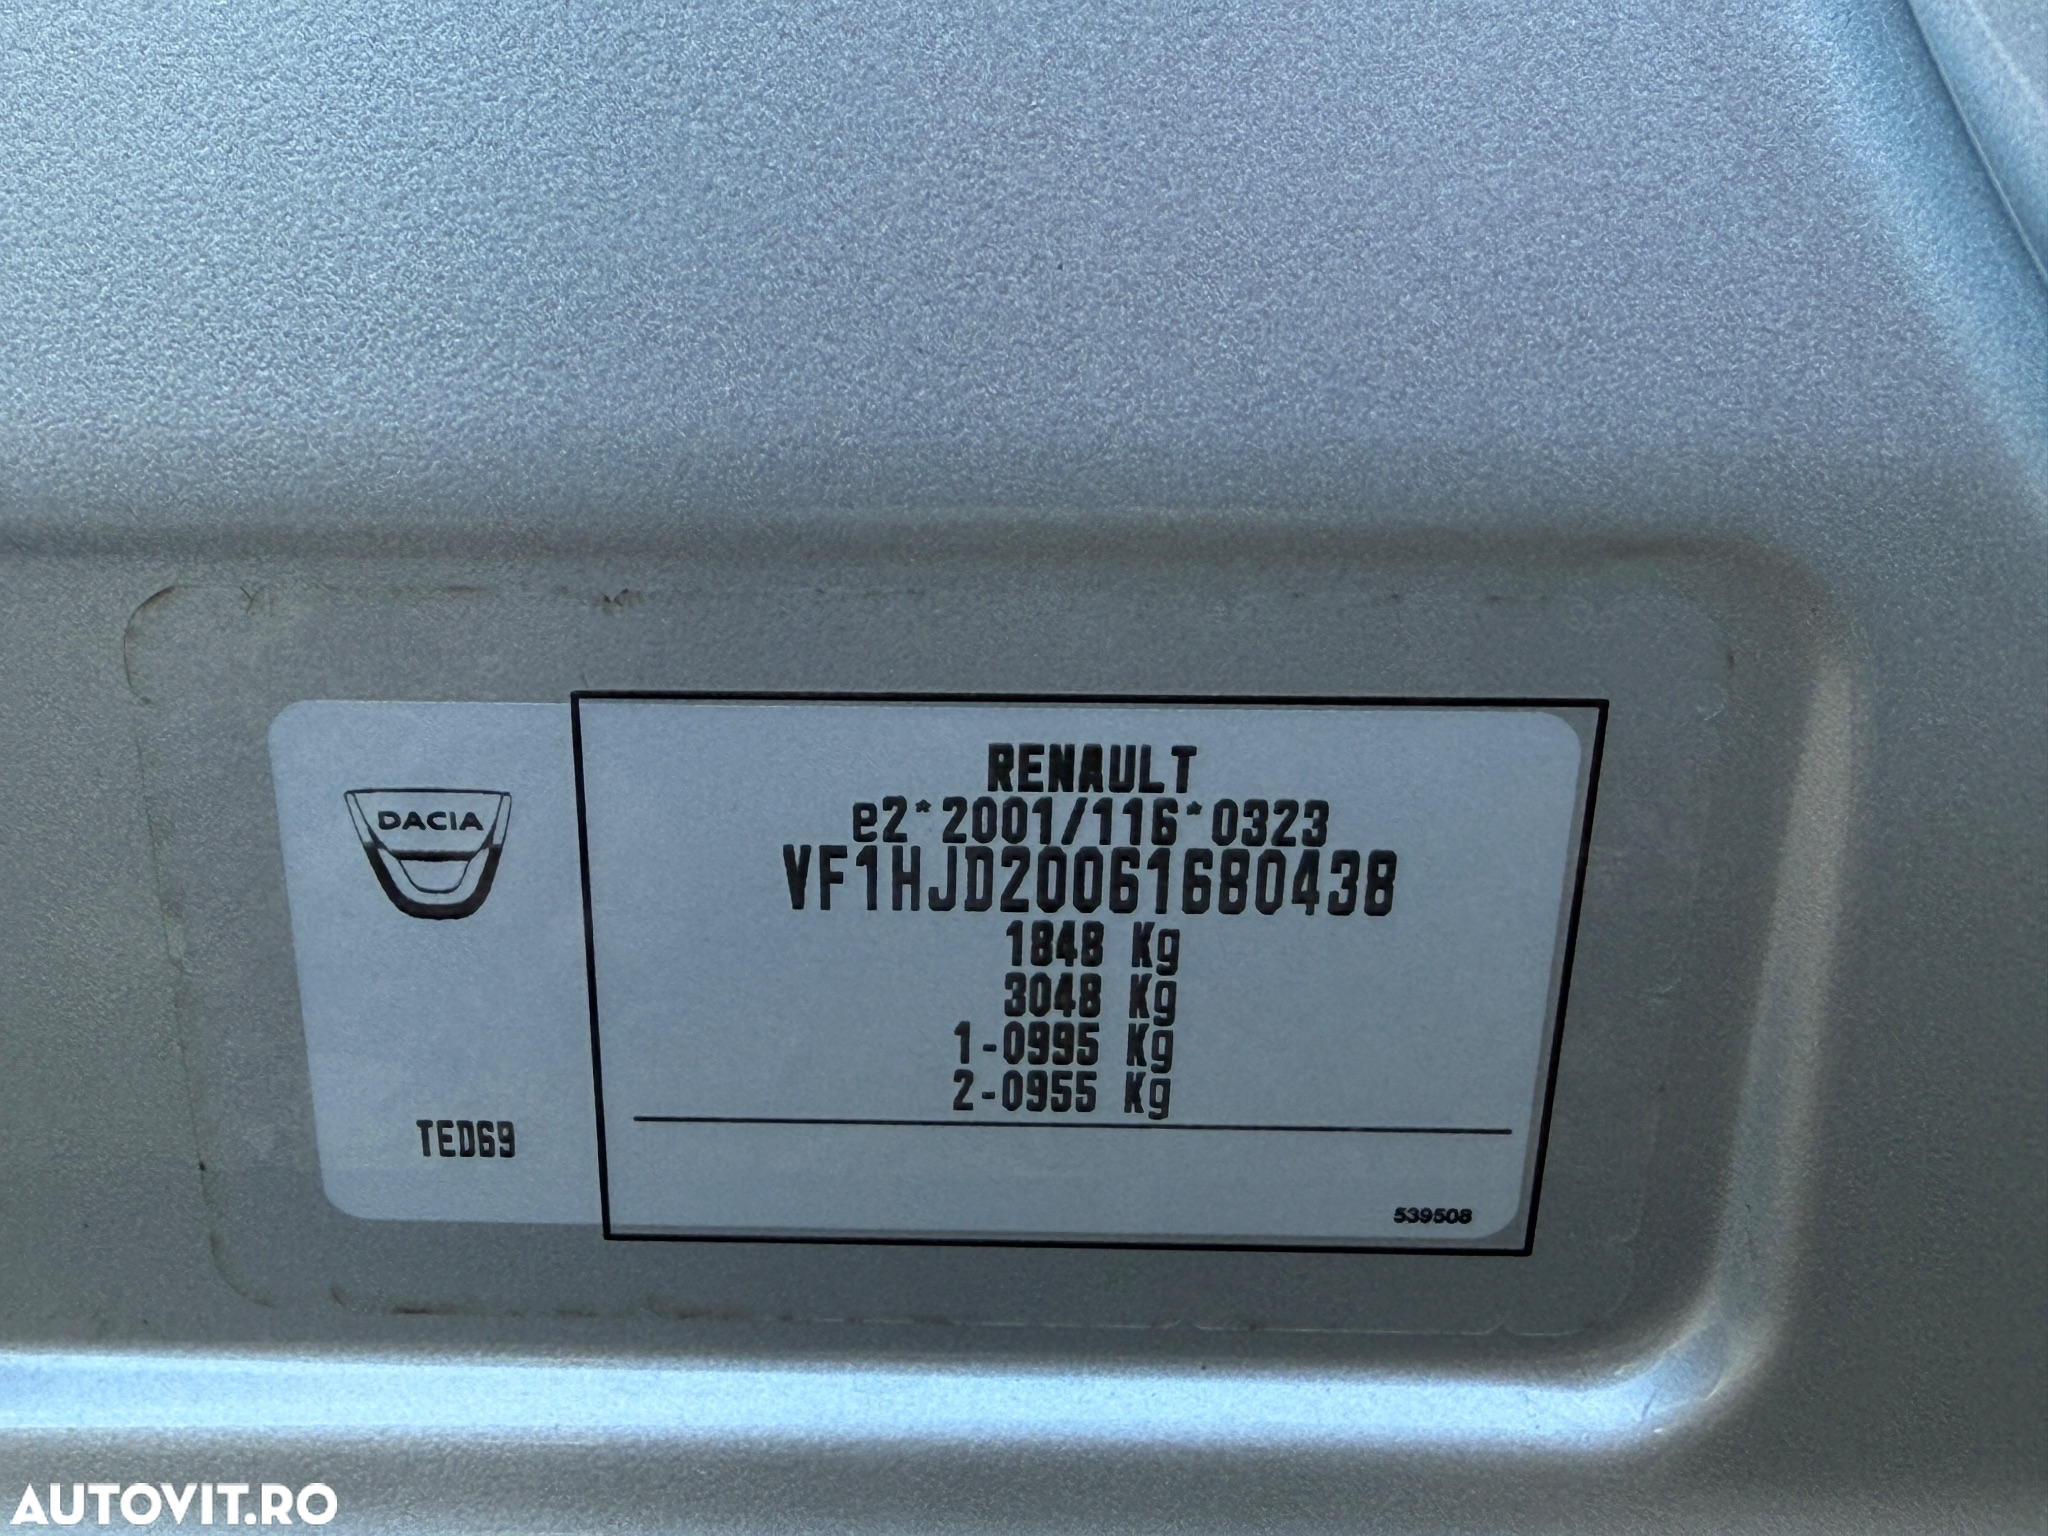 DACIA
RENAULT
e2*2001/116*0323
VF1HJD20061680438
1848 Kg
3048 Kg
1-0995 Kg
2-0955 Kg
TED69
539508
AUTOVIT.RO